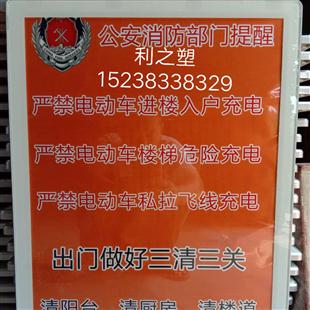 公安消防部门提醒
利之塑
15238338329
严禁电动车进楼入户充电
严禁电动车楼梯危险充电
严禁电动车私拉飞线充电
出门做好三清三关
清阳台 清厨房 清楼道